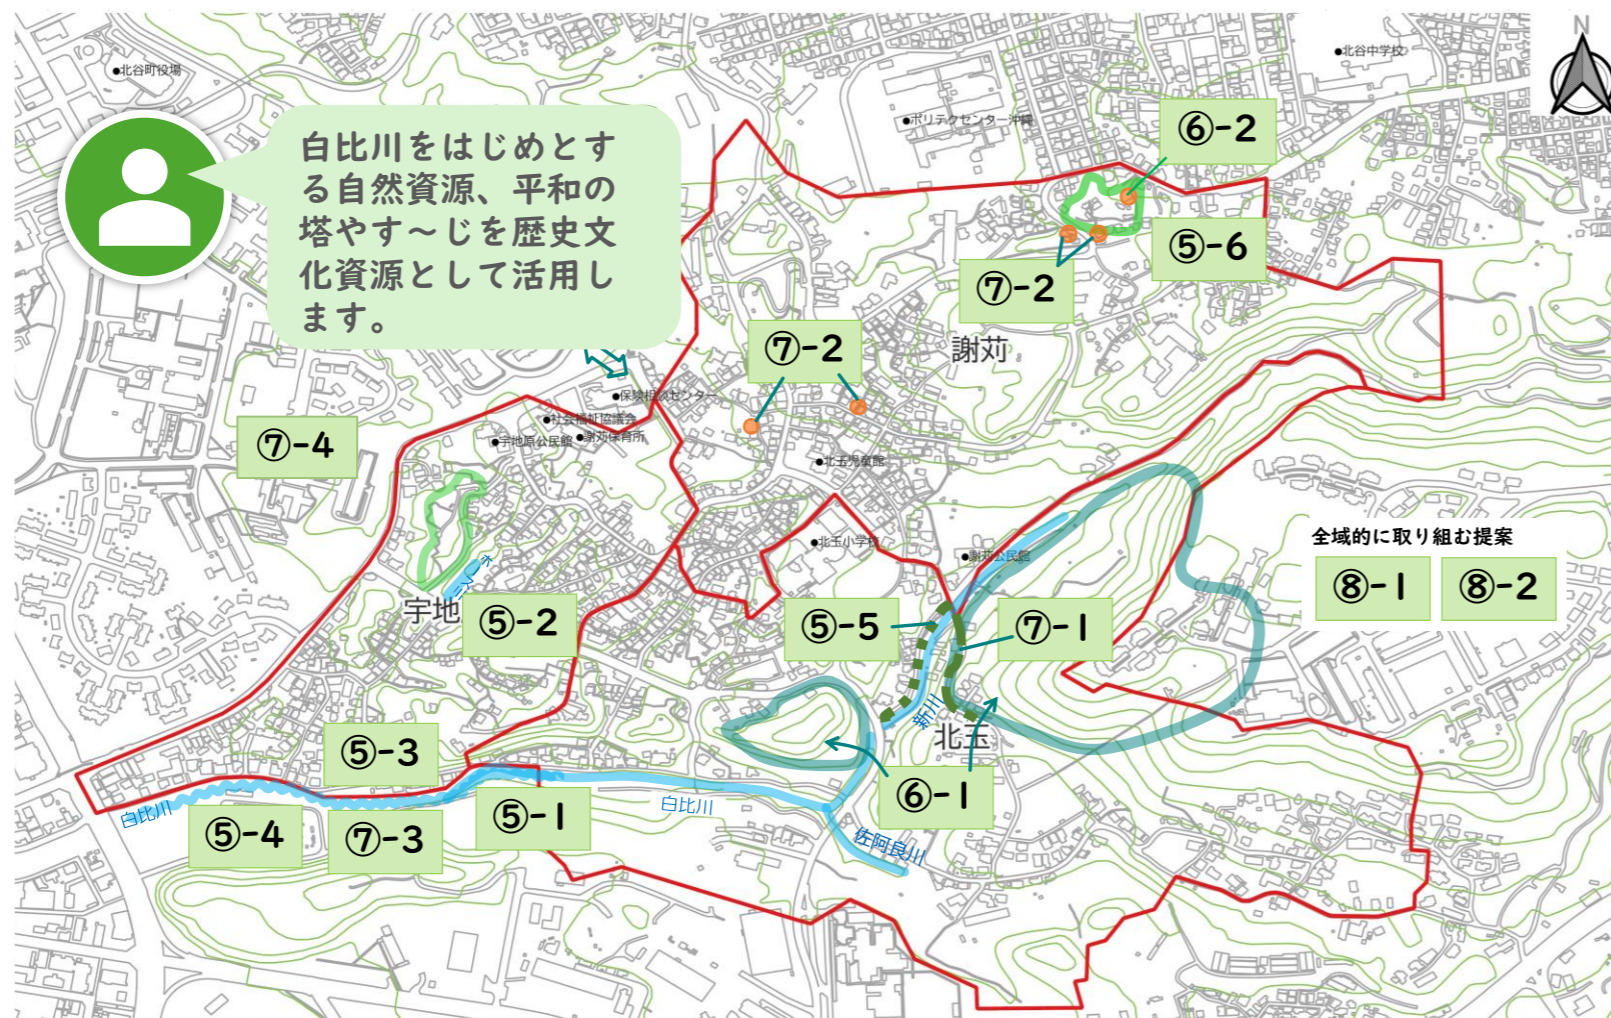 N
●北谷町役場
●北谷中学校
●ポリテクセンター沖縄
白比川をはじめとす
る自然資源、平和の
塔やす～じを歴史文
化資源として活用し
ます。
⑥-2
⑤-6
⑦-2
⑦-2
謝苅
●保険相談センター
●社会福祉協議会
●宇地原公民館
●謝苅保育所
⑦-4
●北玉児童館
●北玉小学校
●謝苅公民館
全域的に取り組む提案
⑧-1
⑧-2
宇地
⑤-2
⑤-5
⑦-1
新川
北玉
⑤-3
⑥-1
白比川
白比川
⑤-4
⑦-3
⑤-1
佐阿良川